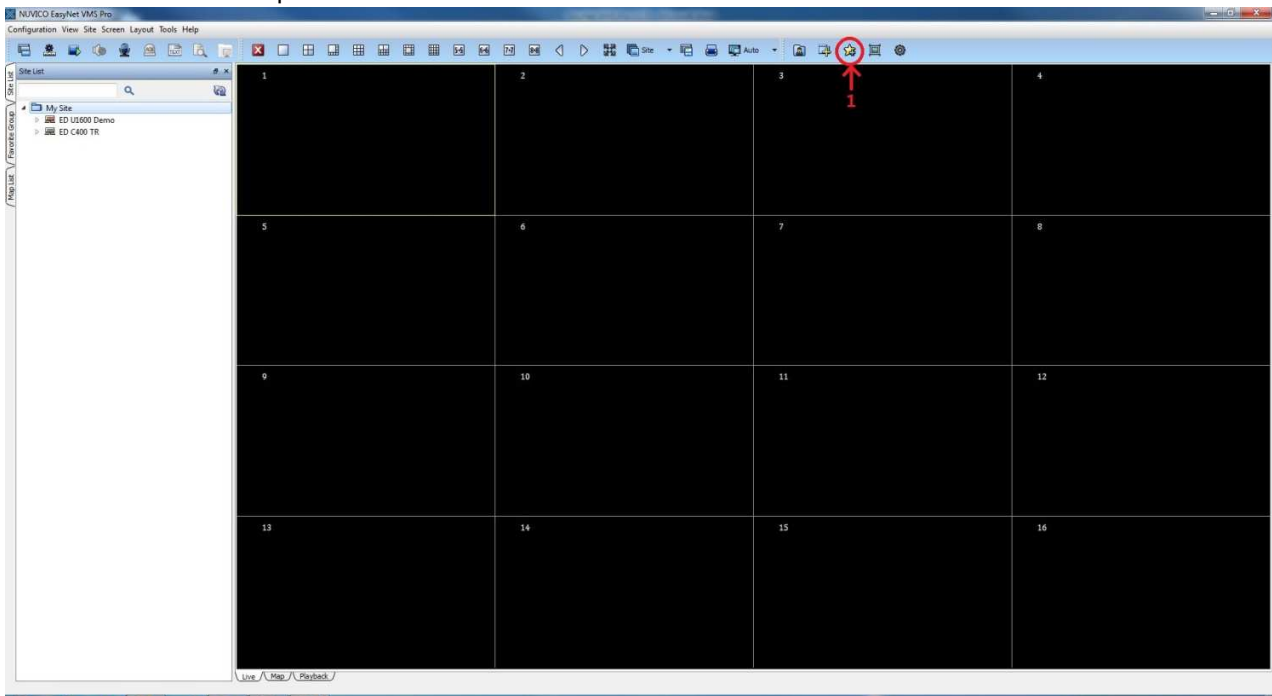 NUVICO EasyNet VMS Pro
Configuration View Site Screen Layout Tools Help
Site Auto
1
Site List
My Site
ED U1600 Demo
ED C400 TR
Site List
Favorite Group
Map List
1 2 3 4
5 6 7 8
9 10 11 12
13 14 15 16
Live Map Playback